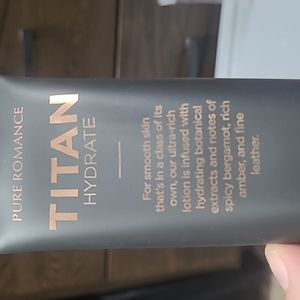 PURE ROMANCE
TITAN
HYDRATE
For smooth skin
that's in a class of its
own, our ultra-rich
lotion is infused with
hydrating botanical
extracts and notes of
spicy bergamot, rich
amber, and fine
leather.